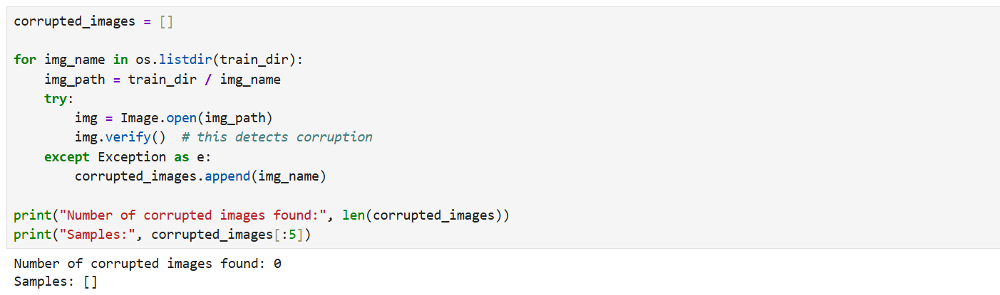 corrupted_images = []
for img_name in os.listdir(train_dir):
    img_path = train_dir / img_name
    try:
        img = Image.open(img_path)
        img.verify()  # this detects corruption
    except Exception as e:
        corrupted_images.append(img_name)
print("Number of corrupted images found:", len(corrupted_images))
print("Samples:", corrupted_images[:5])
Number of corrupted images found: 0
Samples: []